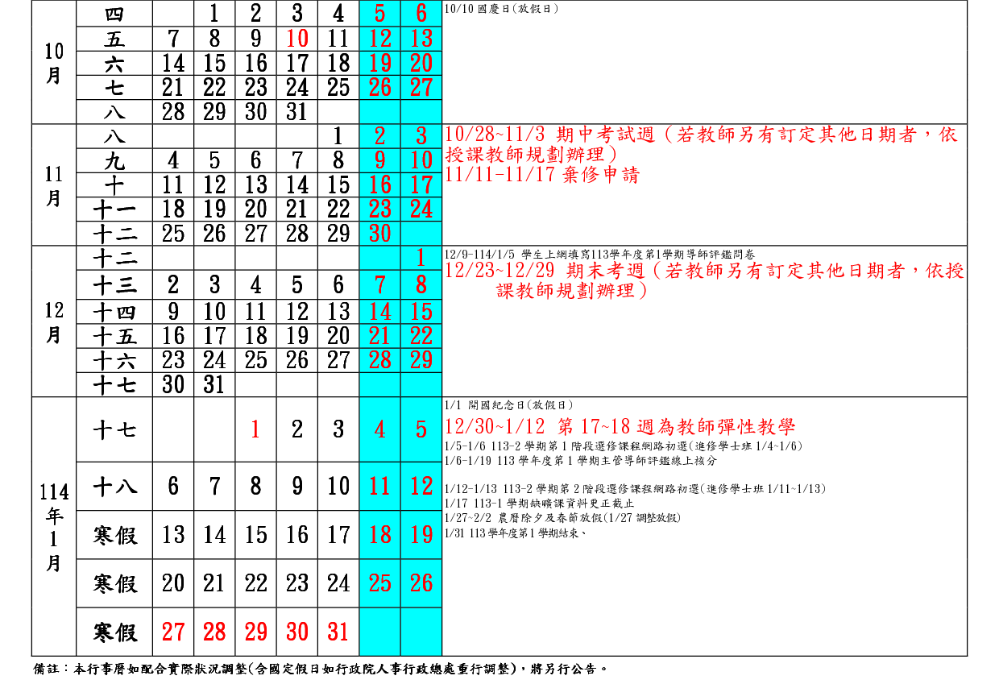 10
月
四 1 2 3 4 5 6
五 7 8 9 10 11 12 13
六 14 15 16 17 18 19 20
七 21 22 23 24 25 26 27
八 28 29 30 31
10/10 國慶日(放假日)
11
月
八 1 2 3
九 4 5 6 7 8 9 10
十 11 12 13 14 15 16 17
十一 18 19 20 21 22 23 24
十二 25 26 27 28 29 30
10/28~11/3 期中考試週(若教師另有訂定其他日期者,依
授課教師規劃辦理)
11/11-11/17 棄修申請
12
月
十二 1
十三 2 3 4 5 6 7 8
十四 9 10 11 12 13 14 15
十五 16 17 18 19 20 21 22
十六 23 24 25 26 27 28 29
十七 30 31
12/9-114/1/5 學生上網填寫113學年度第1學期導師評鑑問卷
12/23~12/29 期末考週(若教師另有訂定其他日期者,依授
課教師規劃辦理)
114
年
1
月
十七 1 2 3 4 5
十八 6 7 8 9 10 11 12
寒假 13 14 15 16 17 18 19
寒假 20 21 22 23 24 25 26
寒假 27 28 29 30 31
1/1 開國紀念日(放假日)
12/30~1/12 第 17~18 週為教師彈性教學
1/5-1/6 113-2 學期第 1 階段選修課程網路初選(進修學士班 1/4~1/6)
1/6-1/19 113 學年度第 1 學期主管導師評鑑線上核分
1/12-1/13 113-2 學期第 2 階段選修課程網路初選(進修學士班 1/11~1/13)
1/17 113-1 學期缺曠課資料更正截止
1/27~2/2 農曆除夕及春節放假(1/27 調整放假)
1/31 113 學年度第 1 學期結束、
備註:本行事曆如配合實際狀況調整(含國定假日如行政院人事行政總處重行調整),將另行公告。